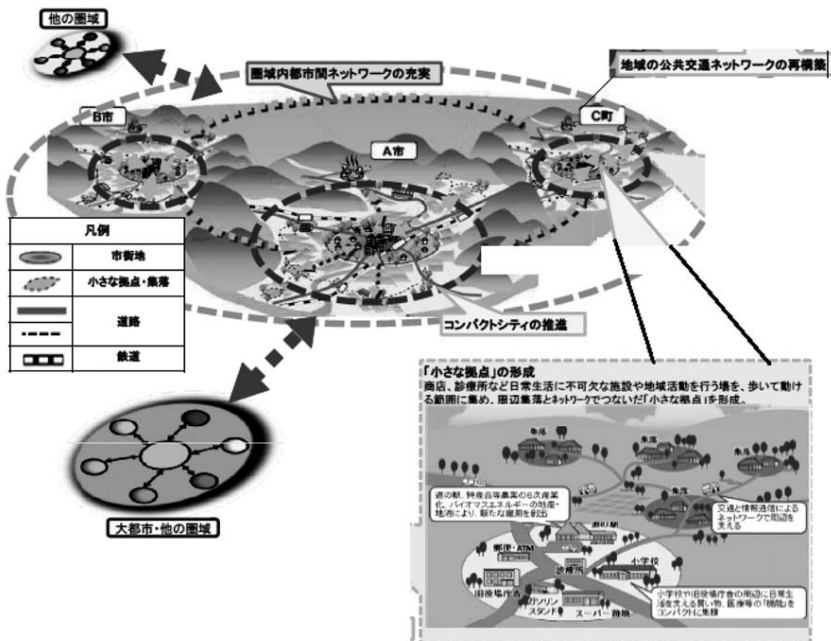 他の圏域
圏域内都市間ネットワークの充実
地域の公共交通ネットワークの再構築
B市
C町
A市
凡例
市街地
小さな拠点・集落
道路
鉄道
コンパクトシティの推進
大都市・他の圏域
「小さな拠点」の形成
商店、診療所など日常生活に不可欠な施設や地域活動を行う場を、歩いて動け
る範囲に集め、周辺集落とネットワークでつないだ「小さな拠点」を形成。
集落
集落
集落
集落
道の駅、特産品等農業の6次産業
化、バイオマスエネルギーの地産・
地消により、新たな雇用を創出
交通と情報通信による
ネットワークで周辺を
支える
道の駅
郵便・ATM
診療所
小学校
旧役場庁舎
ガソリン
スタンド
スーパー跡地
小学校や旧役場庁舎の周辺に日常生
活を支える買い物、医療等の「機能」を
コンパクトに集積